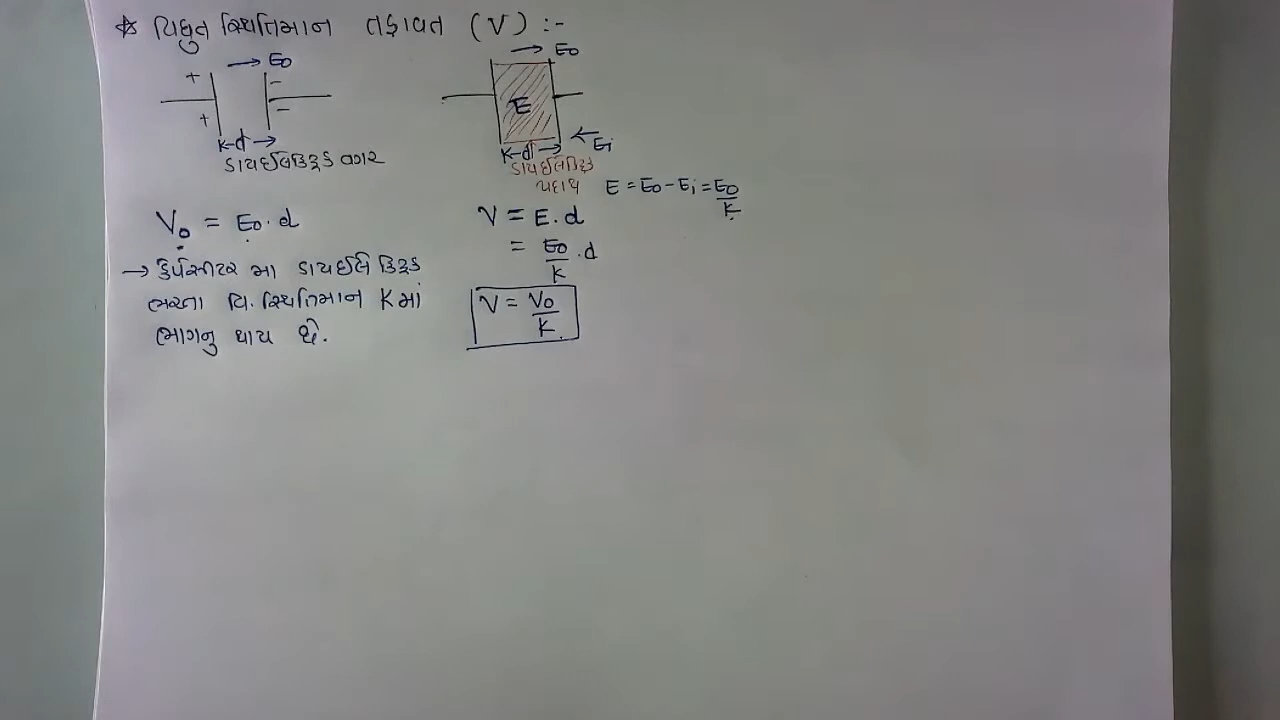 * વિદ્યુત સ્થિતિમાન તફાવત (V) :-
→ E₀
+ −
+ −
k-d→
ડાયઈલેક્ટ્રીક વગર
→ E₀
E
← Eᵢ
k-d→
ડાયઈલેક્ટ્રીક
પદાર્થ
E = E₀ - Eᵢ = E₀/K
V₀ = E₀. d
V = E. d
= E₀/K . d
V = V₀/K
→ કેપેસીટર મા ડાયઈલેક્ટ્રીક
ભરતા વિ. સ્થિતિમાન K માં
ભાગનુ થાય છે.